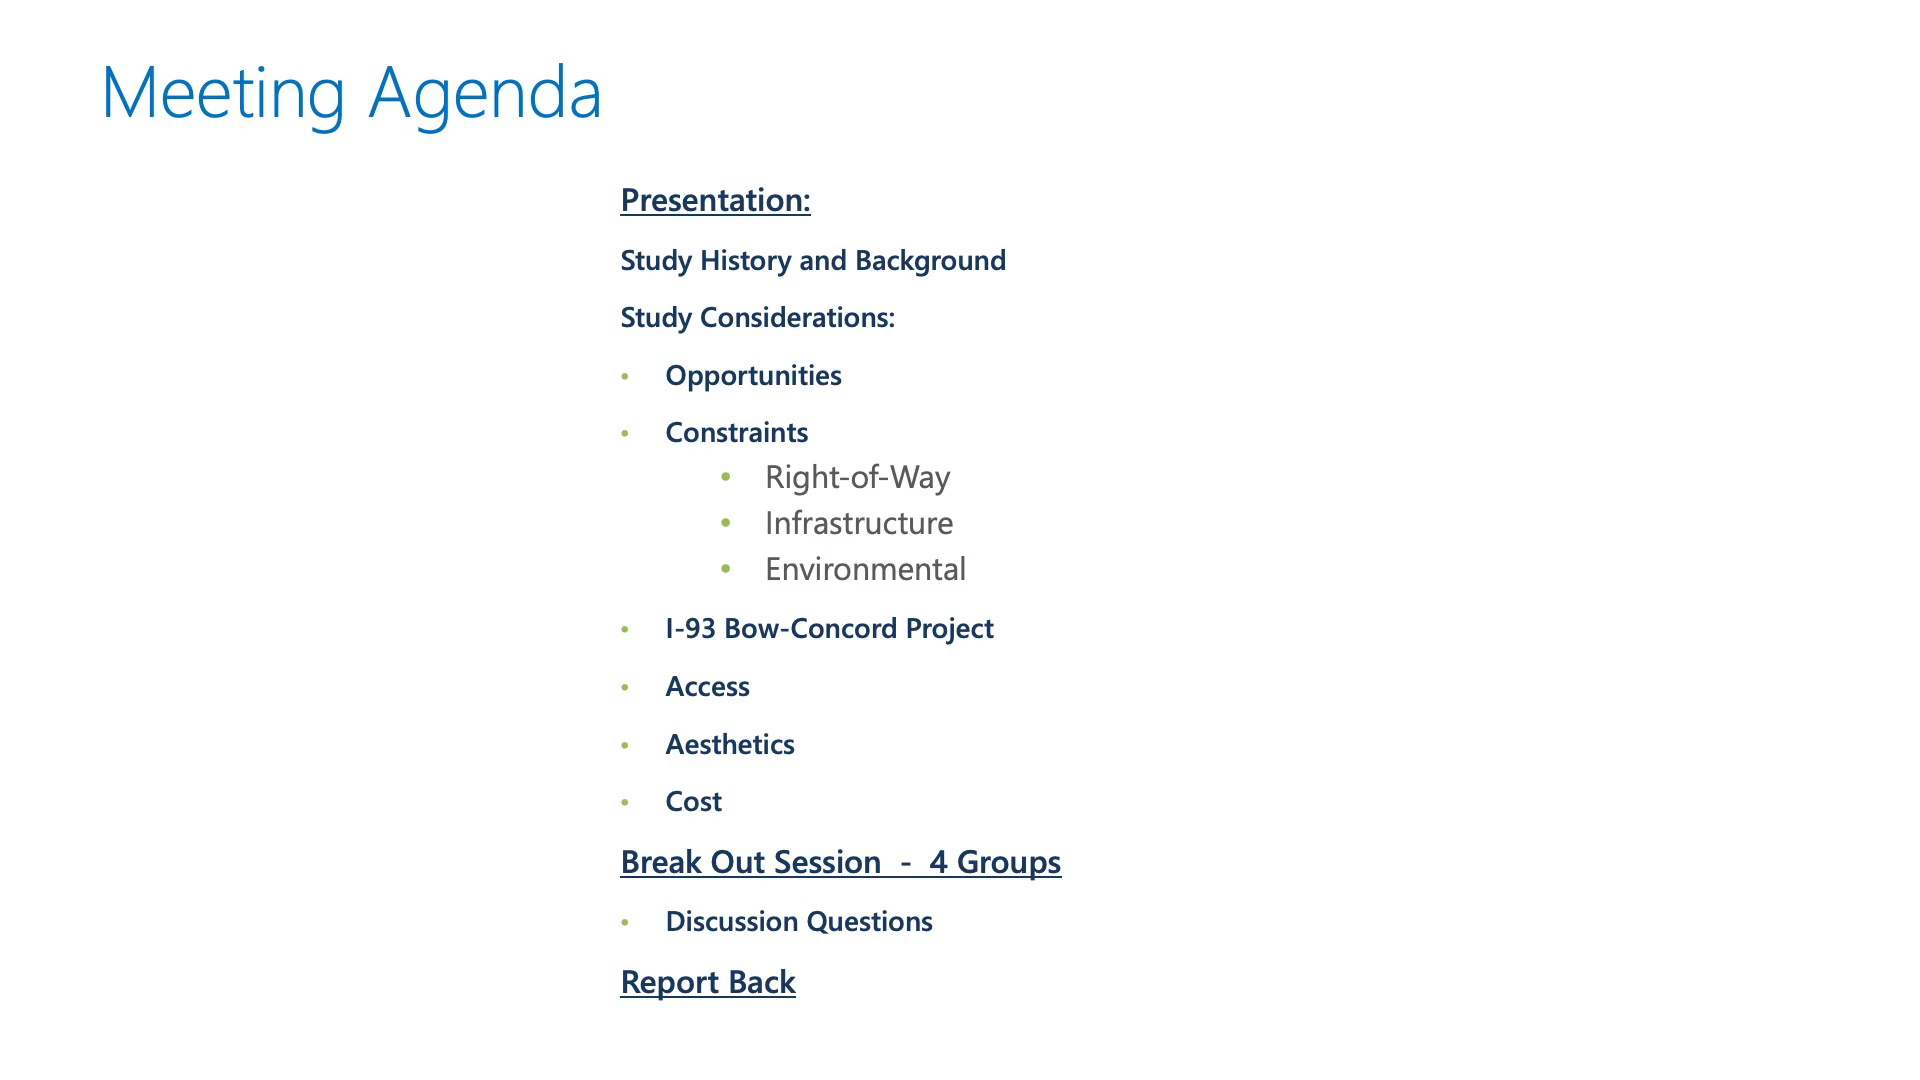 Meeting Agenda
Presentation:
Study History and Background
Study Considerations:
• Opportunities
• Constraints
• Right-of-Way
• Infrastructure
• Environmental
• I-93 Bow-Concord Project
• Access
• Aesthetics
• Cost
Break Out Session - 4 Groups
• Discussion Questions
Report Back